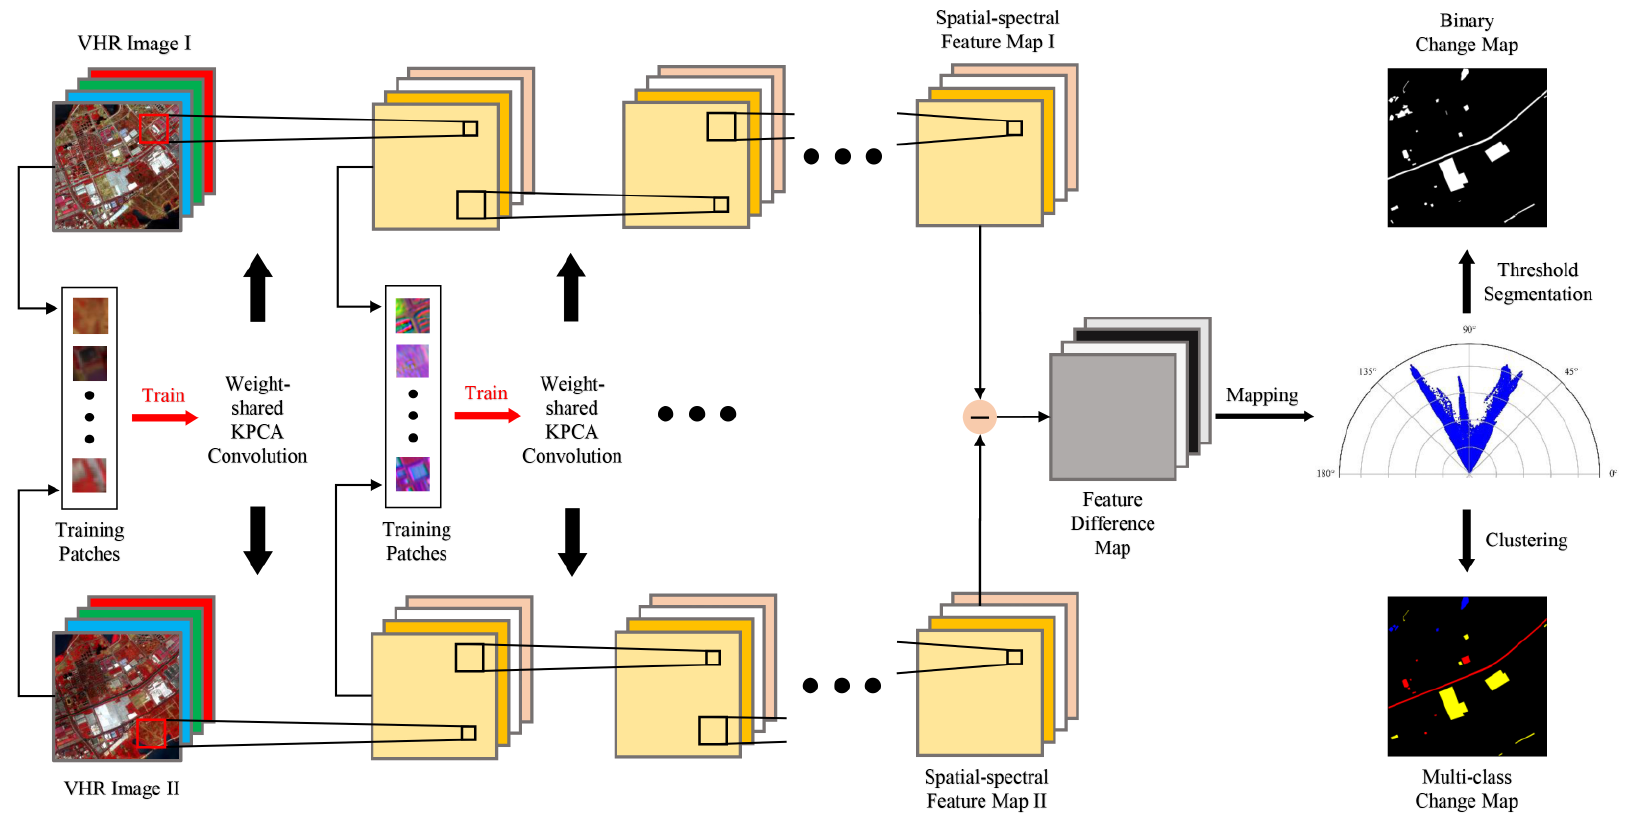 VHR Image I
Spatial-spectral
Feature Map I
Binary
Change Map
Training
Patches
Train
Weight-
shared
KPCA
Convolution
Training
Patches
Train
Weight-
shared
KPCA
Convolution
Feature
Difference
Map
Mapping
Threshold
Segmentation
90°
135°
45°
180°
0°
Clustering
VHR Image II
Spatial-spectral
Feature Map II
Multi-class
Change Map